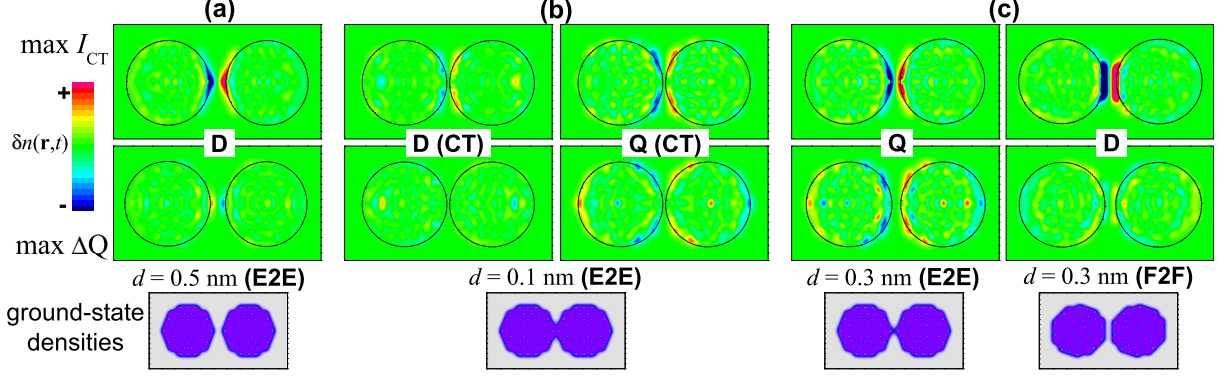 (a) (b) (c)
max I_CT
+
δn(r,t)
-
max ΔQ
D D (CT) Q (CT) Q D
d = 0.5 nm (E2E) d = 0.1 nm (E2E) d = 0.3 nm (E2E) d = 0.3 nm (F2F)
ground-state
densities